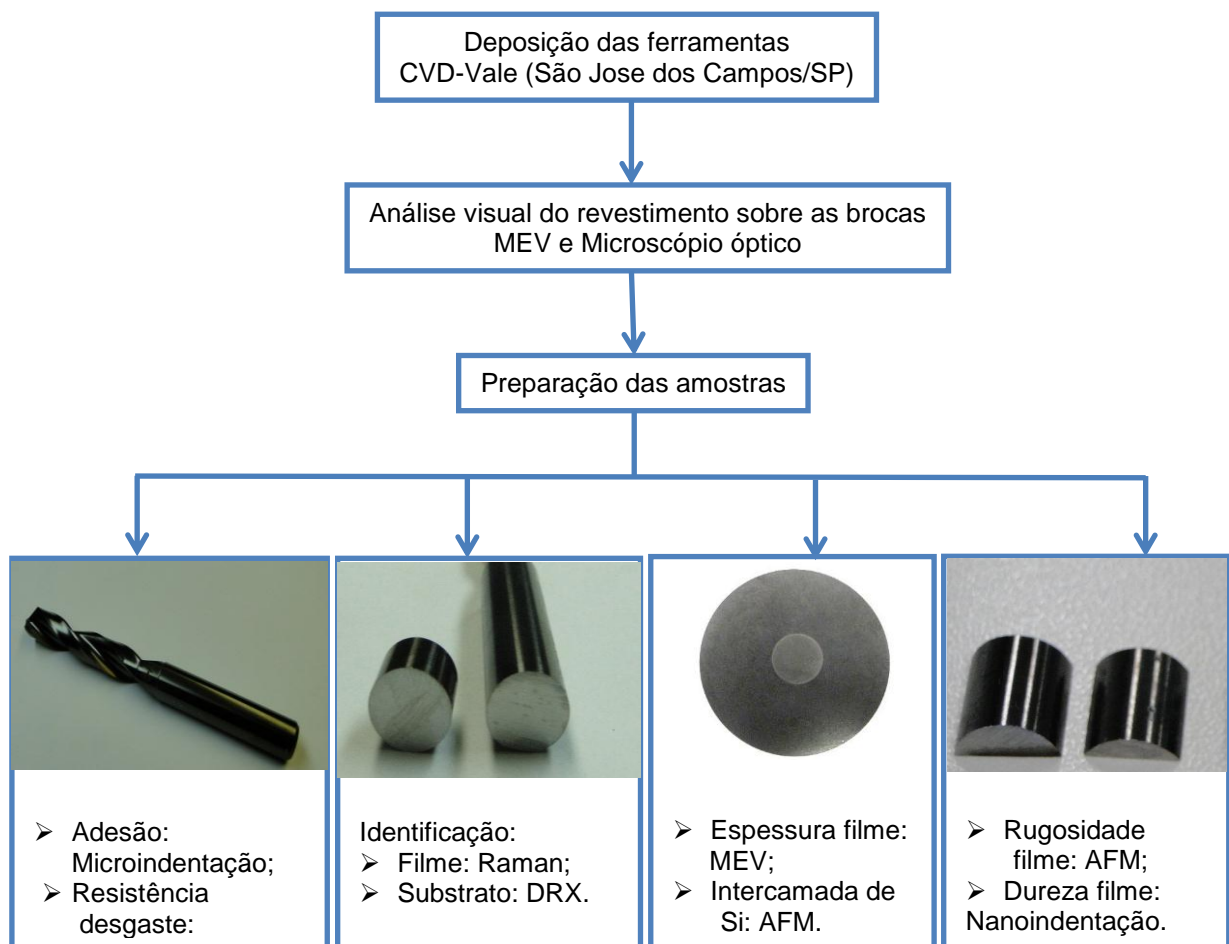 Deposição das ferramentas
CVD-Vale (São Jose dos Campos/SP)
Análise visual do revestimento sobre as brocas
MEV e Microscópio óptico
Preparação das amostras
➢ Adesão:
Microindentação;
➢ Resistência
desgaste:
Identificação:
➢ Filme: Raman;
➢ Substrato: DRX.
➢ Espessura filme:
MEV;
➢ Intercamada de
Si: AFM.
➢ Rugosidade
filme: AFM;
➢ Dureza filme:
Nanoindentação.